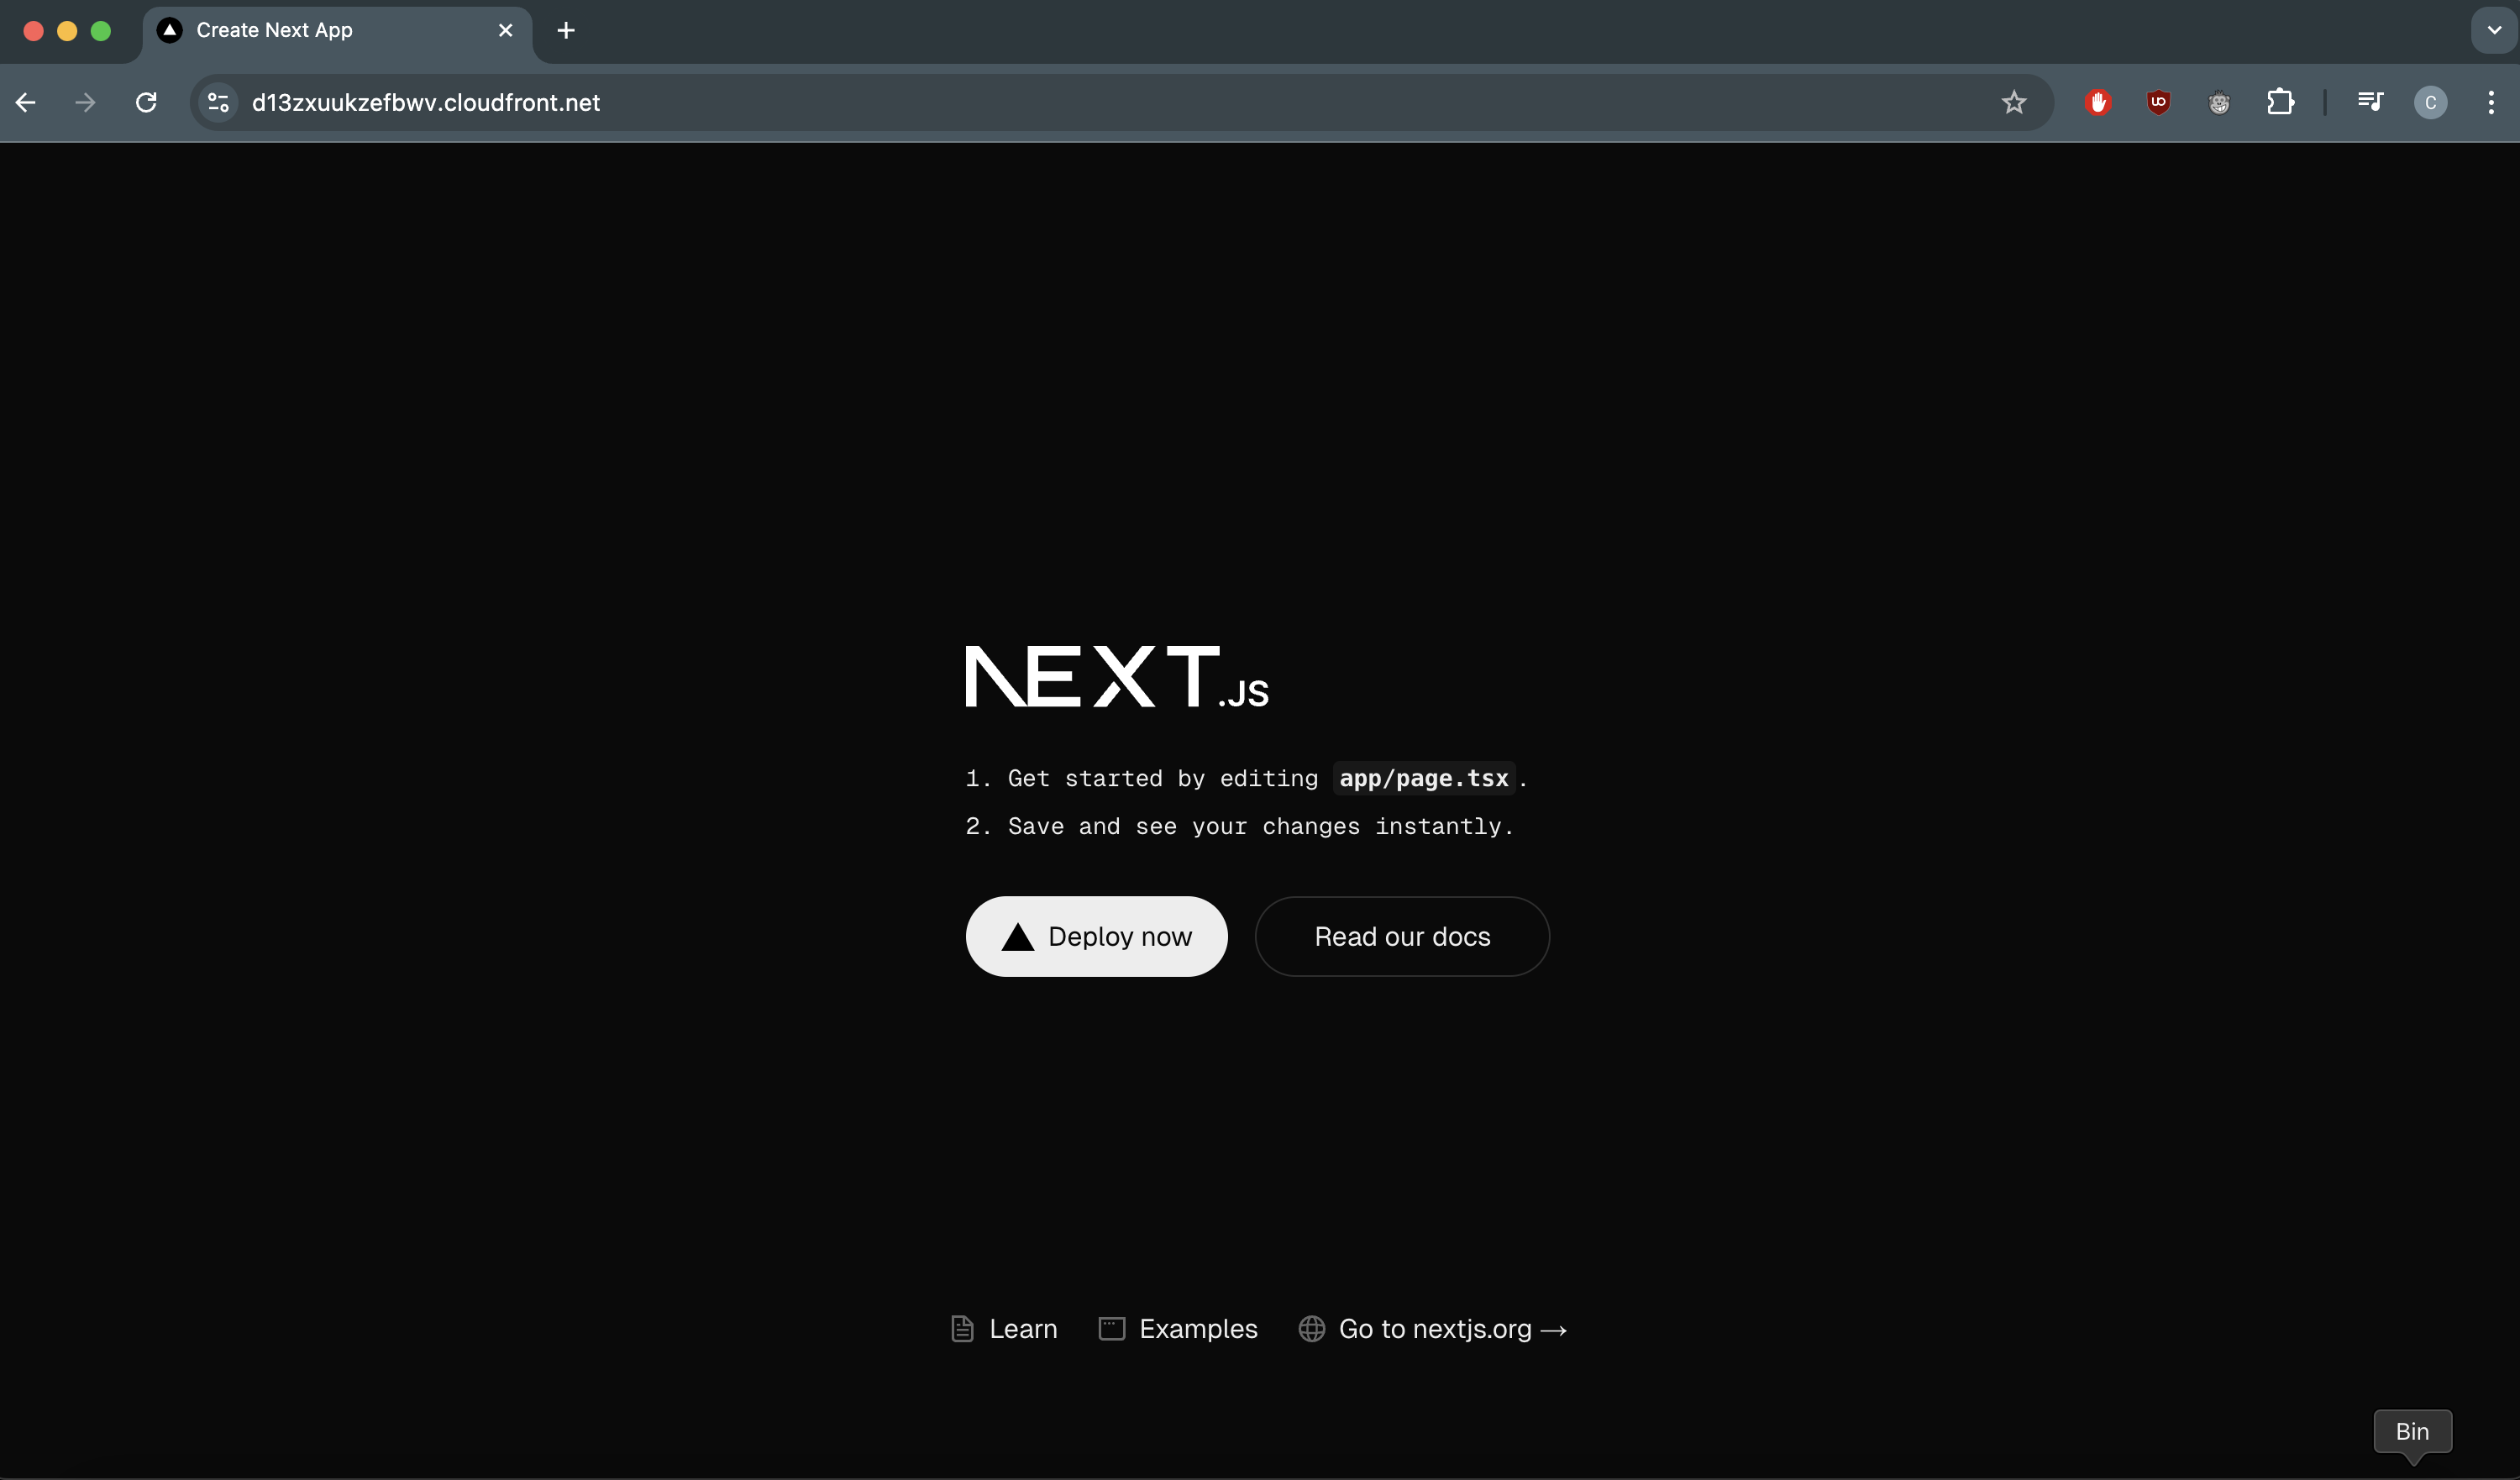 Create Next App
d13zxuukzefbwv.cloudfront.net
UO
C
NEXT.JS
1. Get started by editing app/page.tsx.
2. Save and see your changes instantly.
Deploy now
Read our docs
Learn
Examples
Go to nextjs.org →
Bin